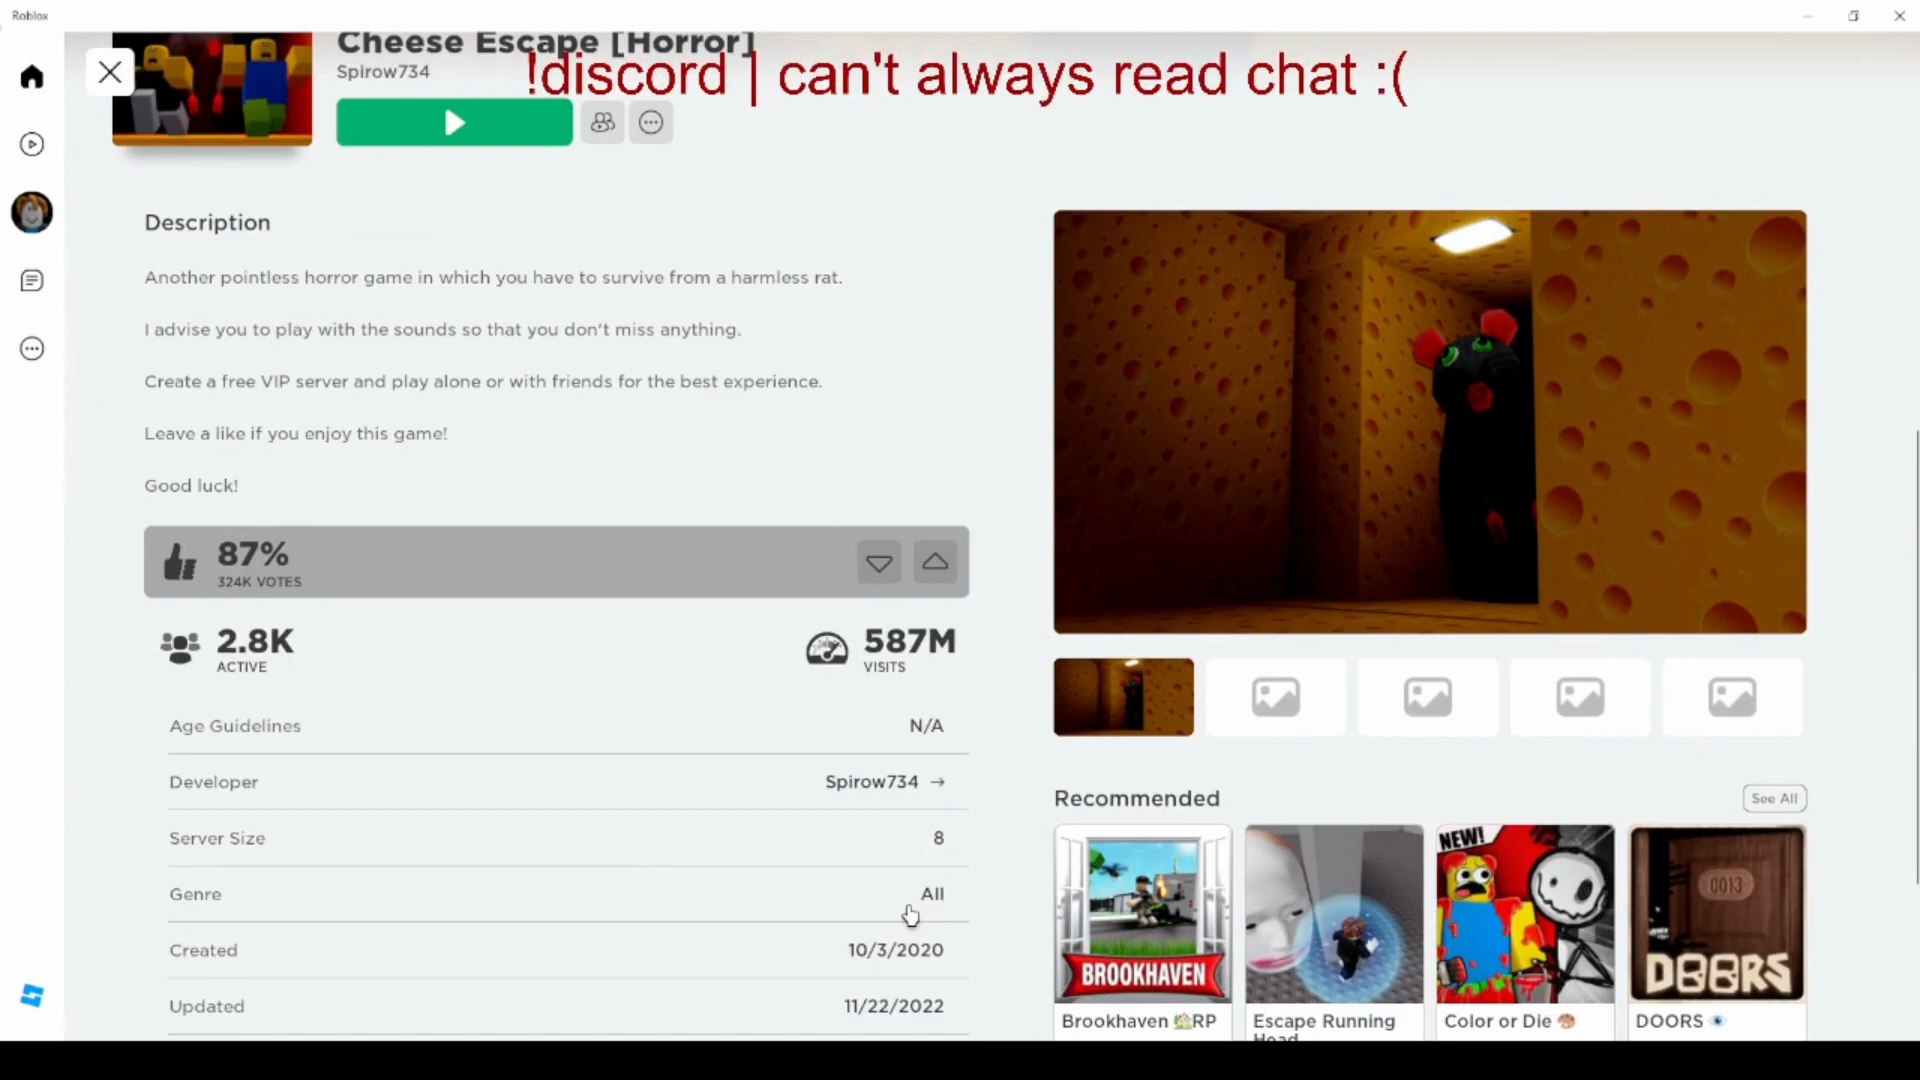 Roblox
Cheese Escape [Horror]
Spirow734
!discord | can't always read chat :(
Description
Another pointless horror game in which you have to survive from a harmless rat.
I advise you to play with the sounds so that you don't miss anything.
Create a free VIP server and play alone or with friends for the best experience.
Leave a like if you enjoy this game!
Good luck!
87%
324K VOTES
2.8K
ACTIVE
587M
VISITS
Age Guidelines N/A
Developer Spirow734 →
Server Size 8
Genre All
Created 10/3/2020
Updated 11/22/2022
Recommended
See All
BROOKHAVEN
NEW!
0013
DOORS
Brookhaven 🏡RP
Escape Running
Head
Color or Die 🎨
DOORS 👁️